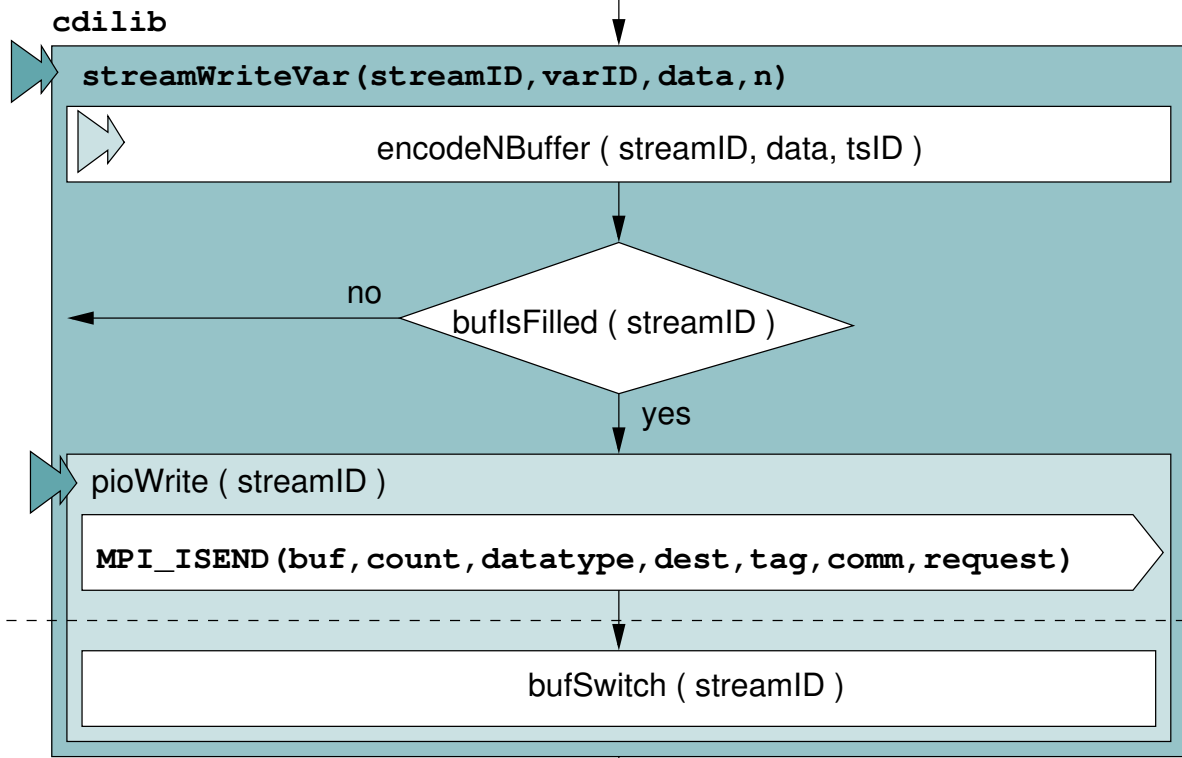 cdilib
streamWriteVar(streamID,varID,data,n)
encodeNBuffer ( streamID, data, tsID )
no
bufIsFilled ( streamID )
yes
pioWrite ( streamID )
MPI_ISEND(buf,count,datatype,dest,tag,comm,request)
bufSwitch ( streamID )